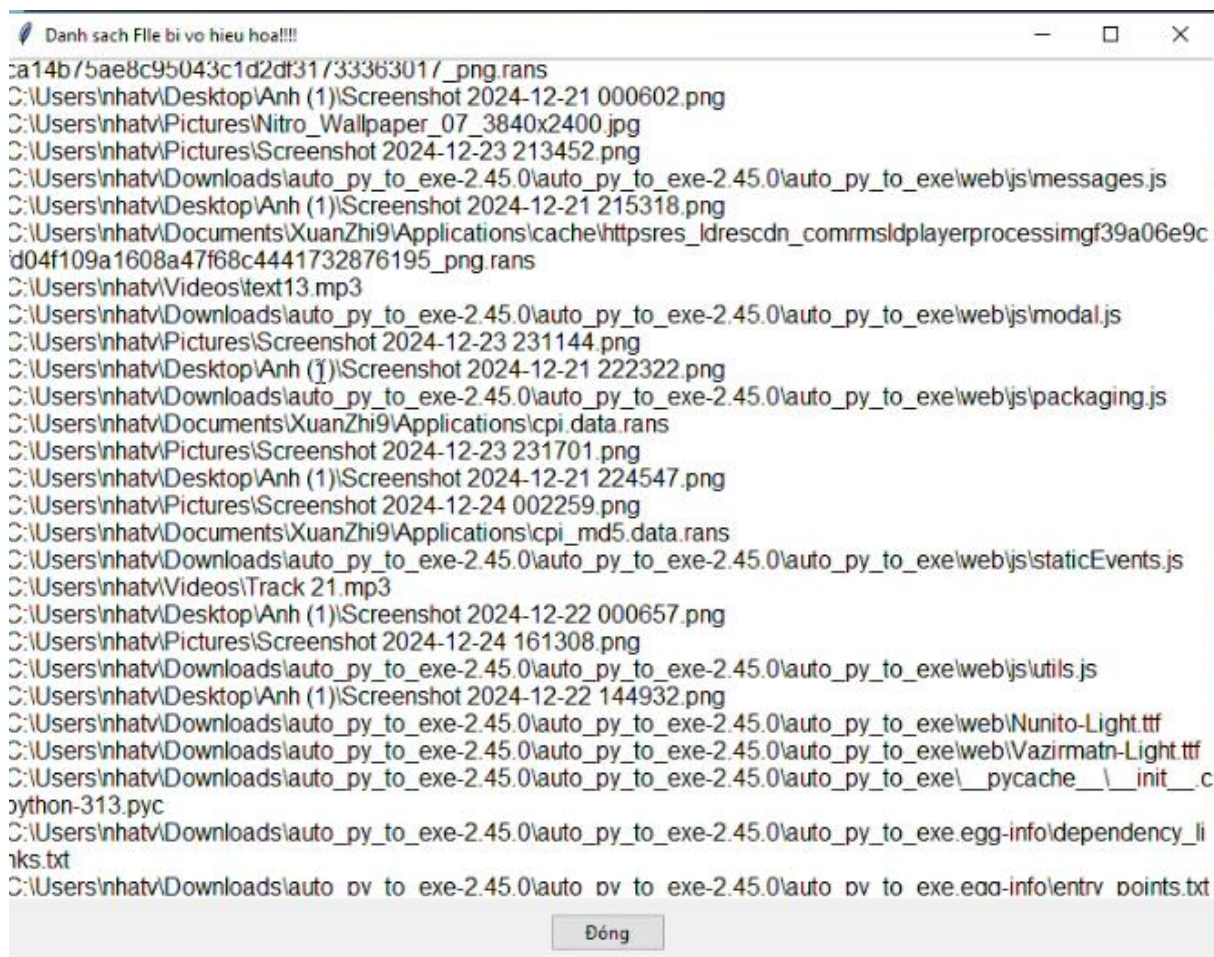 Danh sach FIle bi vo hieu hoa!!!!
ca14b75ae8c95043c1d2df31733363017_png.rans
C:\Users\nhatv\Desktop\Anh (1)\Screenshot 2024-12-21 000602.png
C:\Users\nhatv\Pictures\Nitro_Wallpaper_07_3840x2400.jpg
C:\Users\nhatv\Pictures\Screenshot 2024-12-23 213452.png
C:\Users\nhatv\Downloads\auto_py_to_exe-2.45.0\auto_py_to_exe-2.45.0\auto_py_to_exe\web\js\messages.js
C:\Users\nhatv\Desktop\Anh (1)\Screenshot 2024-12-21 215318.png
C:\Users\nhatv\Documents\XuanZhi9\Applications\cache\httpsres_ldrescdn_comrmsldplayerprocessimgf39a06e9c
fd04f109a1608a47f68c4441732876195_png.rans
C:\Users\nhatv\Videos\text13.mp3
C:\Users\nhatv\Downloads\auto_py_to_exe-2.45.0\auto_py_to_exe-2.45.0\auto_py_to_exe\web\js\modal.js
C:\Users\nhatv\Pictures\Screenshot 2024-12-23 231144.png
C:\Users\nhatv\Desktop\Anh (1)\Screenshot 2024-12-21 222322.png
C:\Users\nhatv\Downloads\auto_py_to_exe-2.45.0\auto_py_to_exe-2.45.0\auto_py_to_exe\web\js\packaging.js
C:\Users\nhatv\Documents\XuanZhi9\Applications\cpi.data.rans
C:\Users\nhatv\Pictures\Screenshot 2024-12-23 231701.png
C:\Users\nhatv\Desktop\Anh (1)\Screenshot 2024-12-21 224547.png
C:\Users\nhatv\Pictures\Screenshot 2024-12-24 002259.png
C:\Users\nhatv\Documents\XuanZhi9\Applications\cpi_md5.data.rans
C:\Users\nhatv\Downloads\auto_py_to_exe-2.45.0\auto_py_to_exe-2.45.0\auto_py_to_exe\web\js\staticEvents.js
C:\Users\nhatv\Videos\Track 21.mp3
C:\Users\nhatv\Desktop\Anh (1)\Screenshot 2024-12-22 000657.png
C:\Users\nhatv\Pictures\Screenshot 2024-12-24 161308.png
C:\Users\nhatv\Downloads\auto_py_to_exe-2.45.0\auto_py_to_exe-2.45.0\auto_py_to_exe\web\js\utils.js
C:\Users\nhatv\Desktop\Anh (1)\Screenshot 2024-12-22 144932.png
C:\Users\nhatv\Downloads\auto_py_to_exe-2.45.0\auto_py_to_exe-2.45.0\auto_py_to_exe\web\Nunito-Light.ttf
C:\Users\nhatv\Downloads\auto_py_to_exe-2.45.0\auto_py_to_exe-2.45.0\auto_py_to_exe\web\Vazirmatn-Light.ttf
C:\Users\nhatv\Downloads\auto_py_to_exe-2.45.0\auto_py_to_exe-2.45.0\auto_py_to_exe\__pycache__\__init__.c
python-313.pyc
C:\Users\nhatv\Downloads\auto_py_to_exe-2.45.0\auto_py_to_exe-2.45.0\auto_py_to_exe.egg-info\dependency_li
nks.txt
C:\Users\nhatv\Downloads\auto_py_to_exe-2.45.0\auto_py_to_exe-2.45.0\auto_py_to_exe.egg-info\entry_points.txt
Đóng